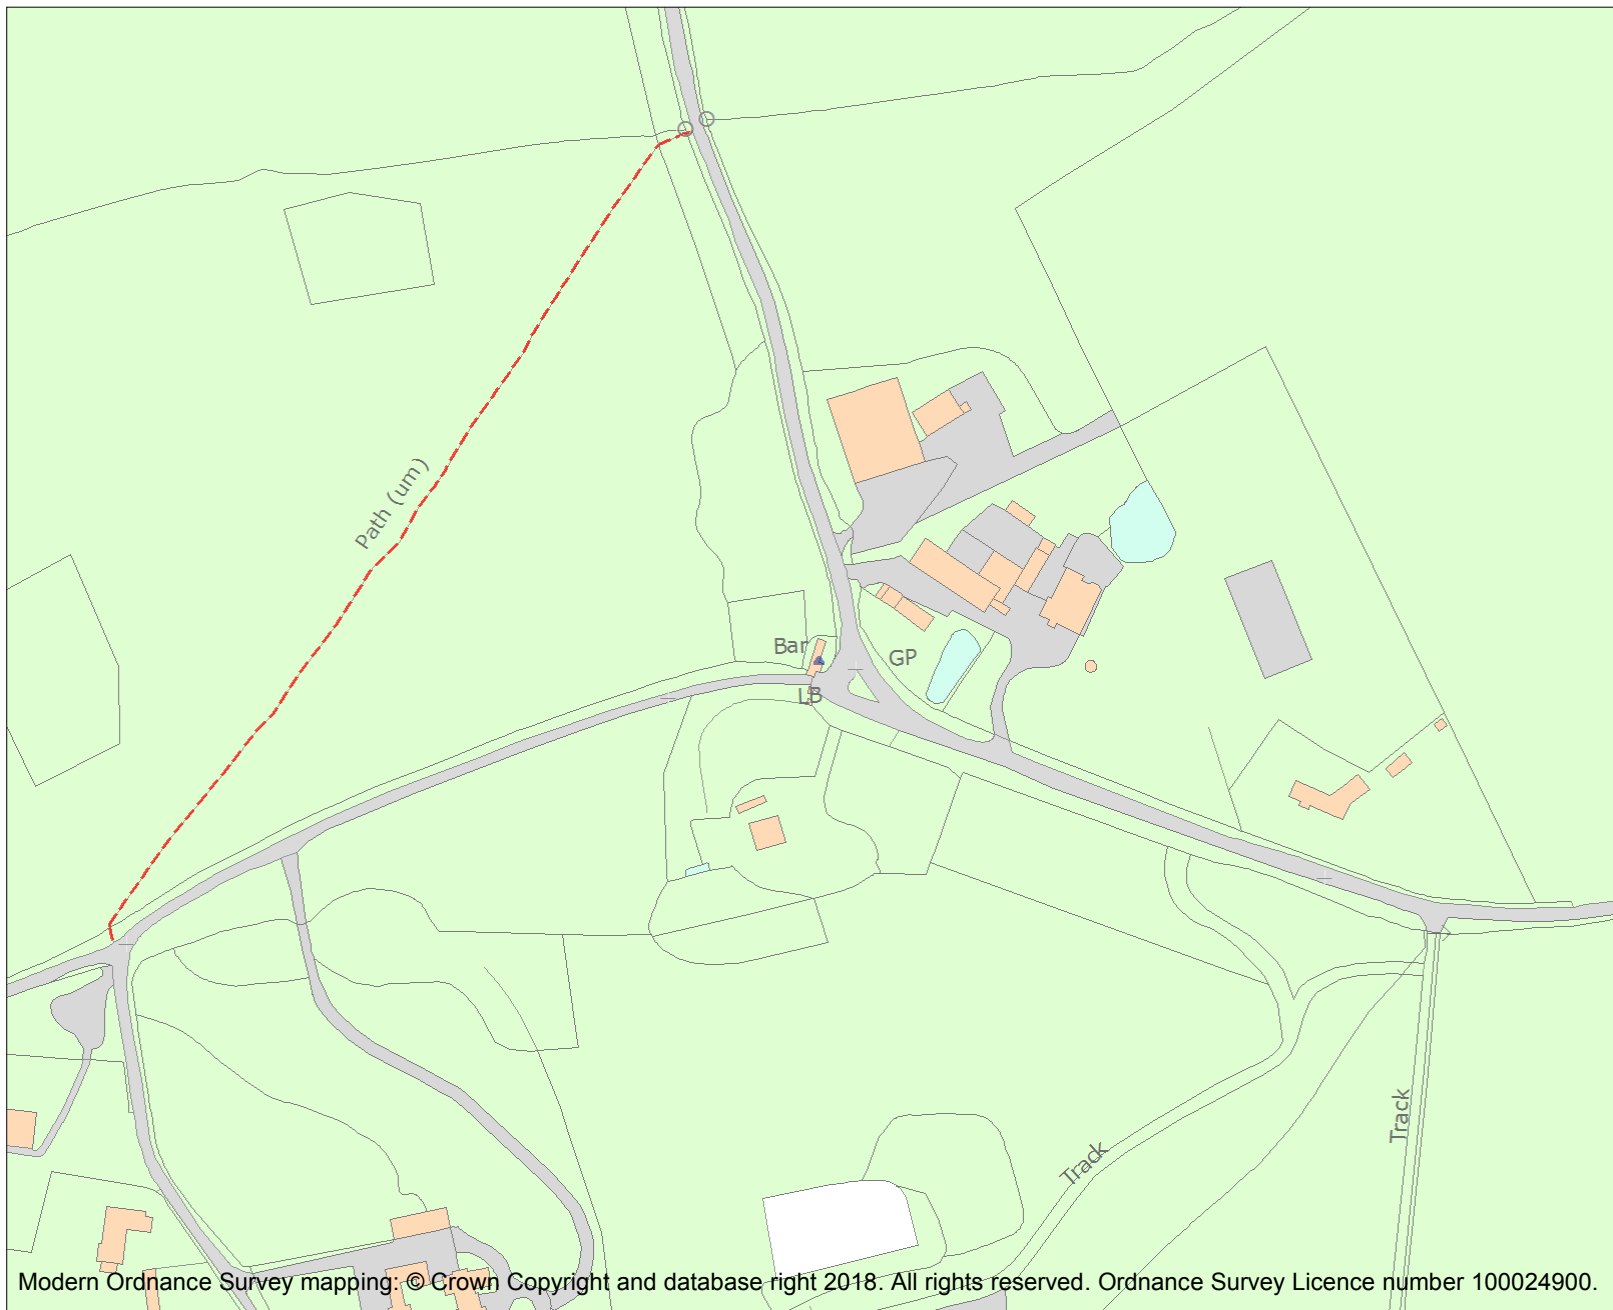 Path (um)
Bar
GP
LB
Track
Track
Modern Ordnance Survey mapping: © Crown Copyright and database right 2018. All rights reserved. Ordnance Survey Licence number 100024900.